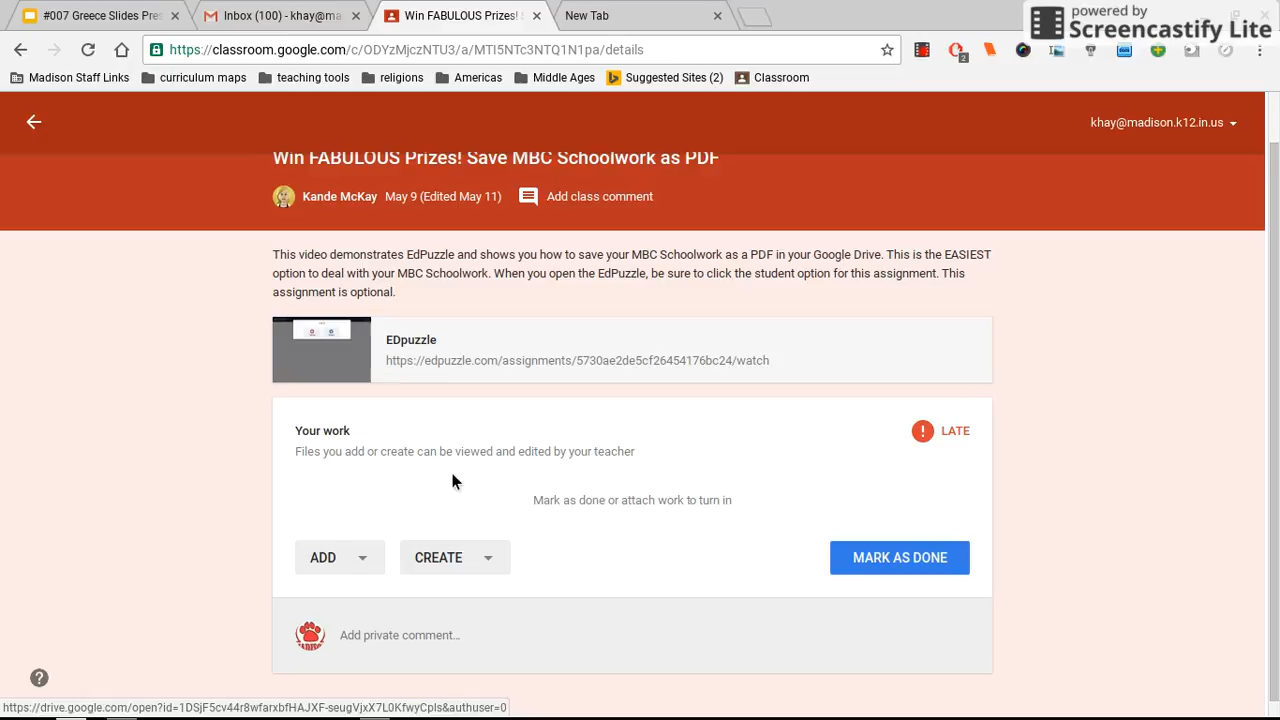 #007 Greece Slides Pres
Inbox (100) - khay@ma
Win FABULOUS Prizes! S
New Tab
powered by
Screencastify Lite
https://classroom.google.com/c/ODYzMjczNTU3/a/MTI5NTc3NTQ1N1pa/details
2
Madison Staff Links
curriculum maps
teaching tools
religions
Americas
Middle Ages
Suggested Sites (2)
Classroom
khay@madison.k12.in.us
Win FABULOUS Prizes! Save MBC Schoolwork as PDF
Kande McKay May 9 (Edited May 11) Add class comment
This video demonstrates EdPuzzle and shows you how to save your MBC Schoolwork as a PDF in your Google Drive. This is the EASIEST
option to deal with your MBC Schoolwork. When you open the EdPuzzle, be sure to click the student option for this assignment. This
assignment is optional.
EDpuzzle
https://edpuzzle.com/assignments/5730ae2de5cf26454176bc24/watch
Your work
LATE
Files you add or create can be viewed and edited by your teacher
Mark as done or attach work to turn in
ADD
CREATE
MARK AS DONE
Add private comment...
https://drive.google.com/open?id=1DSjF5cv44r8wfarxbfHAJXF-seugVjxX7L0KfwyCpIs&authuser=0